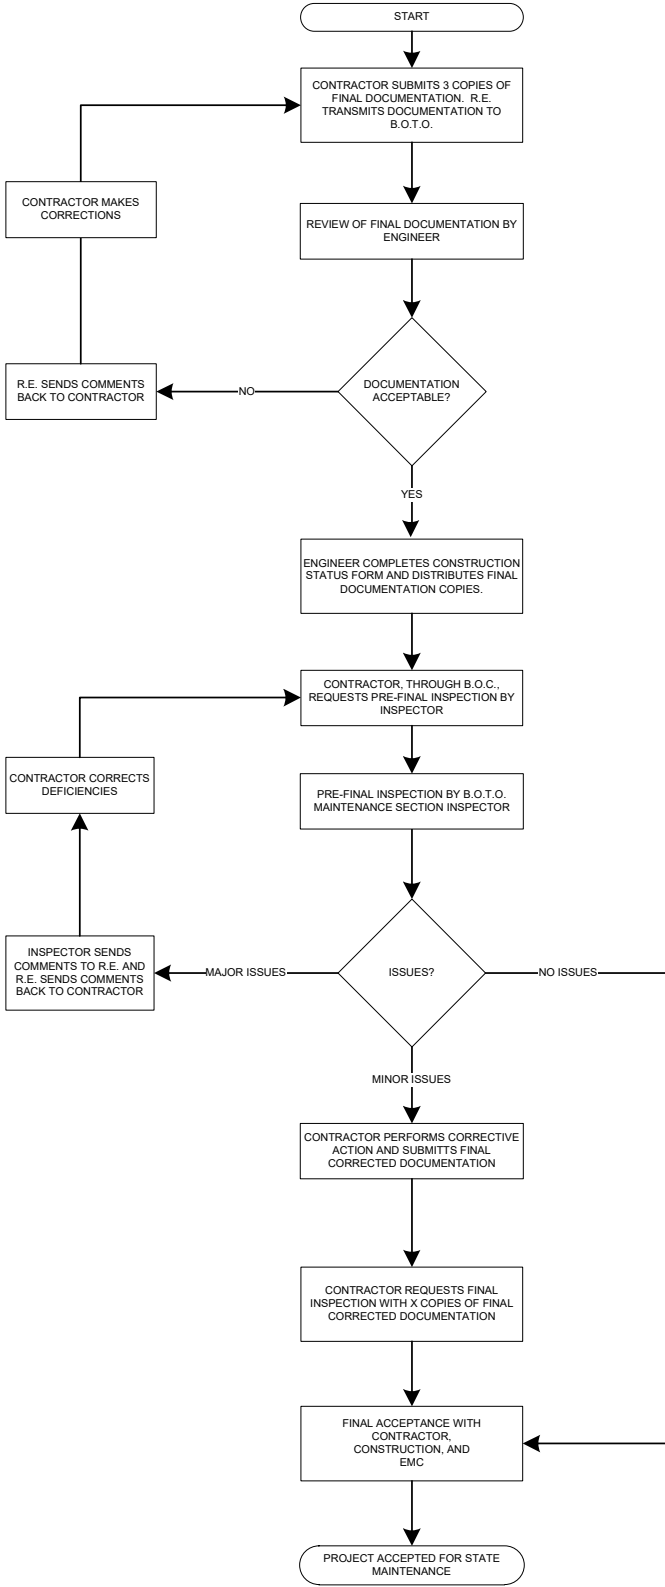 START
CONTRACTOR SUBMITS 3 COPIES OF
FINAL DOCUMENTATION. R.E.
TRANSMITS DOCUMENTATION TO
B.O.T.O.
CONTRACTOR MAKES
CORRECTIONS
REVIEW OF FINAL DOCUMENTATION BY
ENGINEER
R.E. SENDS COMMENTS
BACK TO CONTRACTOR
NO
DOCUMENTATION
ACCEPTABLE?
YES
ENGINEER COMPLETES CONSTRUCTION
STATUS FORM AND DISTRIBUTES FINAL
DOCUMENTATION COPIES.
CONTRACTOR, THROUGH B.O.C.,
REQUESTS PRE-FINAL INSPECTION BY
INSPECTOR
CONTRACTOR CORRECTS
DEFICIENCIES
PRE-FINAL INSPECTION BY B.O.T.O.
MAINTENANCE SECTION INSPECTOR
INSPECTOR SENDS
COMMENTS TO R.E. AND
R.E. SENDS COMMENTS
BACK TO CONTRACTOR
MAJOR ISSUES
ISSUES?
NO ISSUES
MINOR ISSUES
CONTRACTOR PERFORMS CORRECTIVE
ACTION AND SUBMITTS FINAL
CORRECTED DOCUMENTATION
CONTRACTOR REQUESTS FINAL
INSPECTION WITH X COPIES OF FINAL
CORRECTED DOCUMENTATION
FINAL ACCEPTANCE WITH
CONTRACTOR,
CONSTRUCTION, AND
EMC
PROJECT ACCEPTED FOR STATE
MAINTENANCE